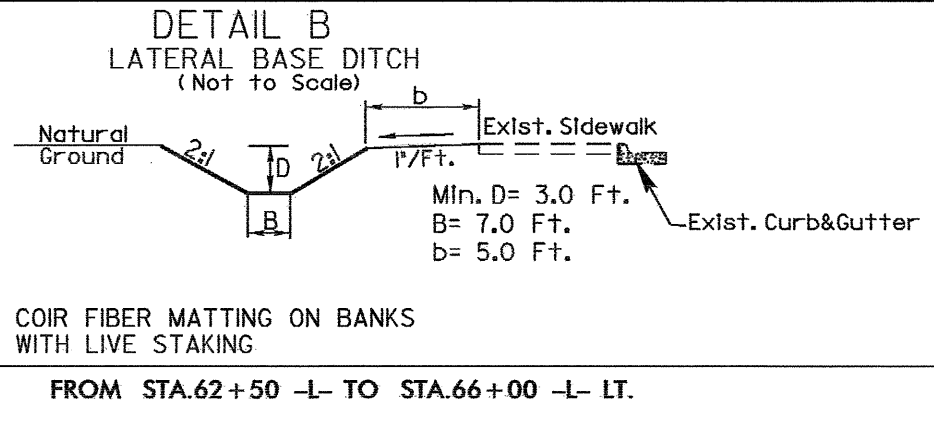 DETAIL B
LATERAL BASE DITCH
(Not to Scale)
b
Natural
Ground
2:1
D
2:1
1"/Ft.
Exist. Sidewalk
B
Min. D= 3.0 Ft.
B= 7.0 Ft.
b= 5.0 Ft.
Exist. Curb&Gutter
COIR FIBER MATTING ON BANKS
WITH LIVE STAKING
FROM STA.62+50 -L- TO STA.66+00 -L- LT.